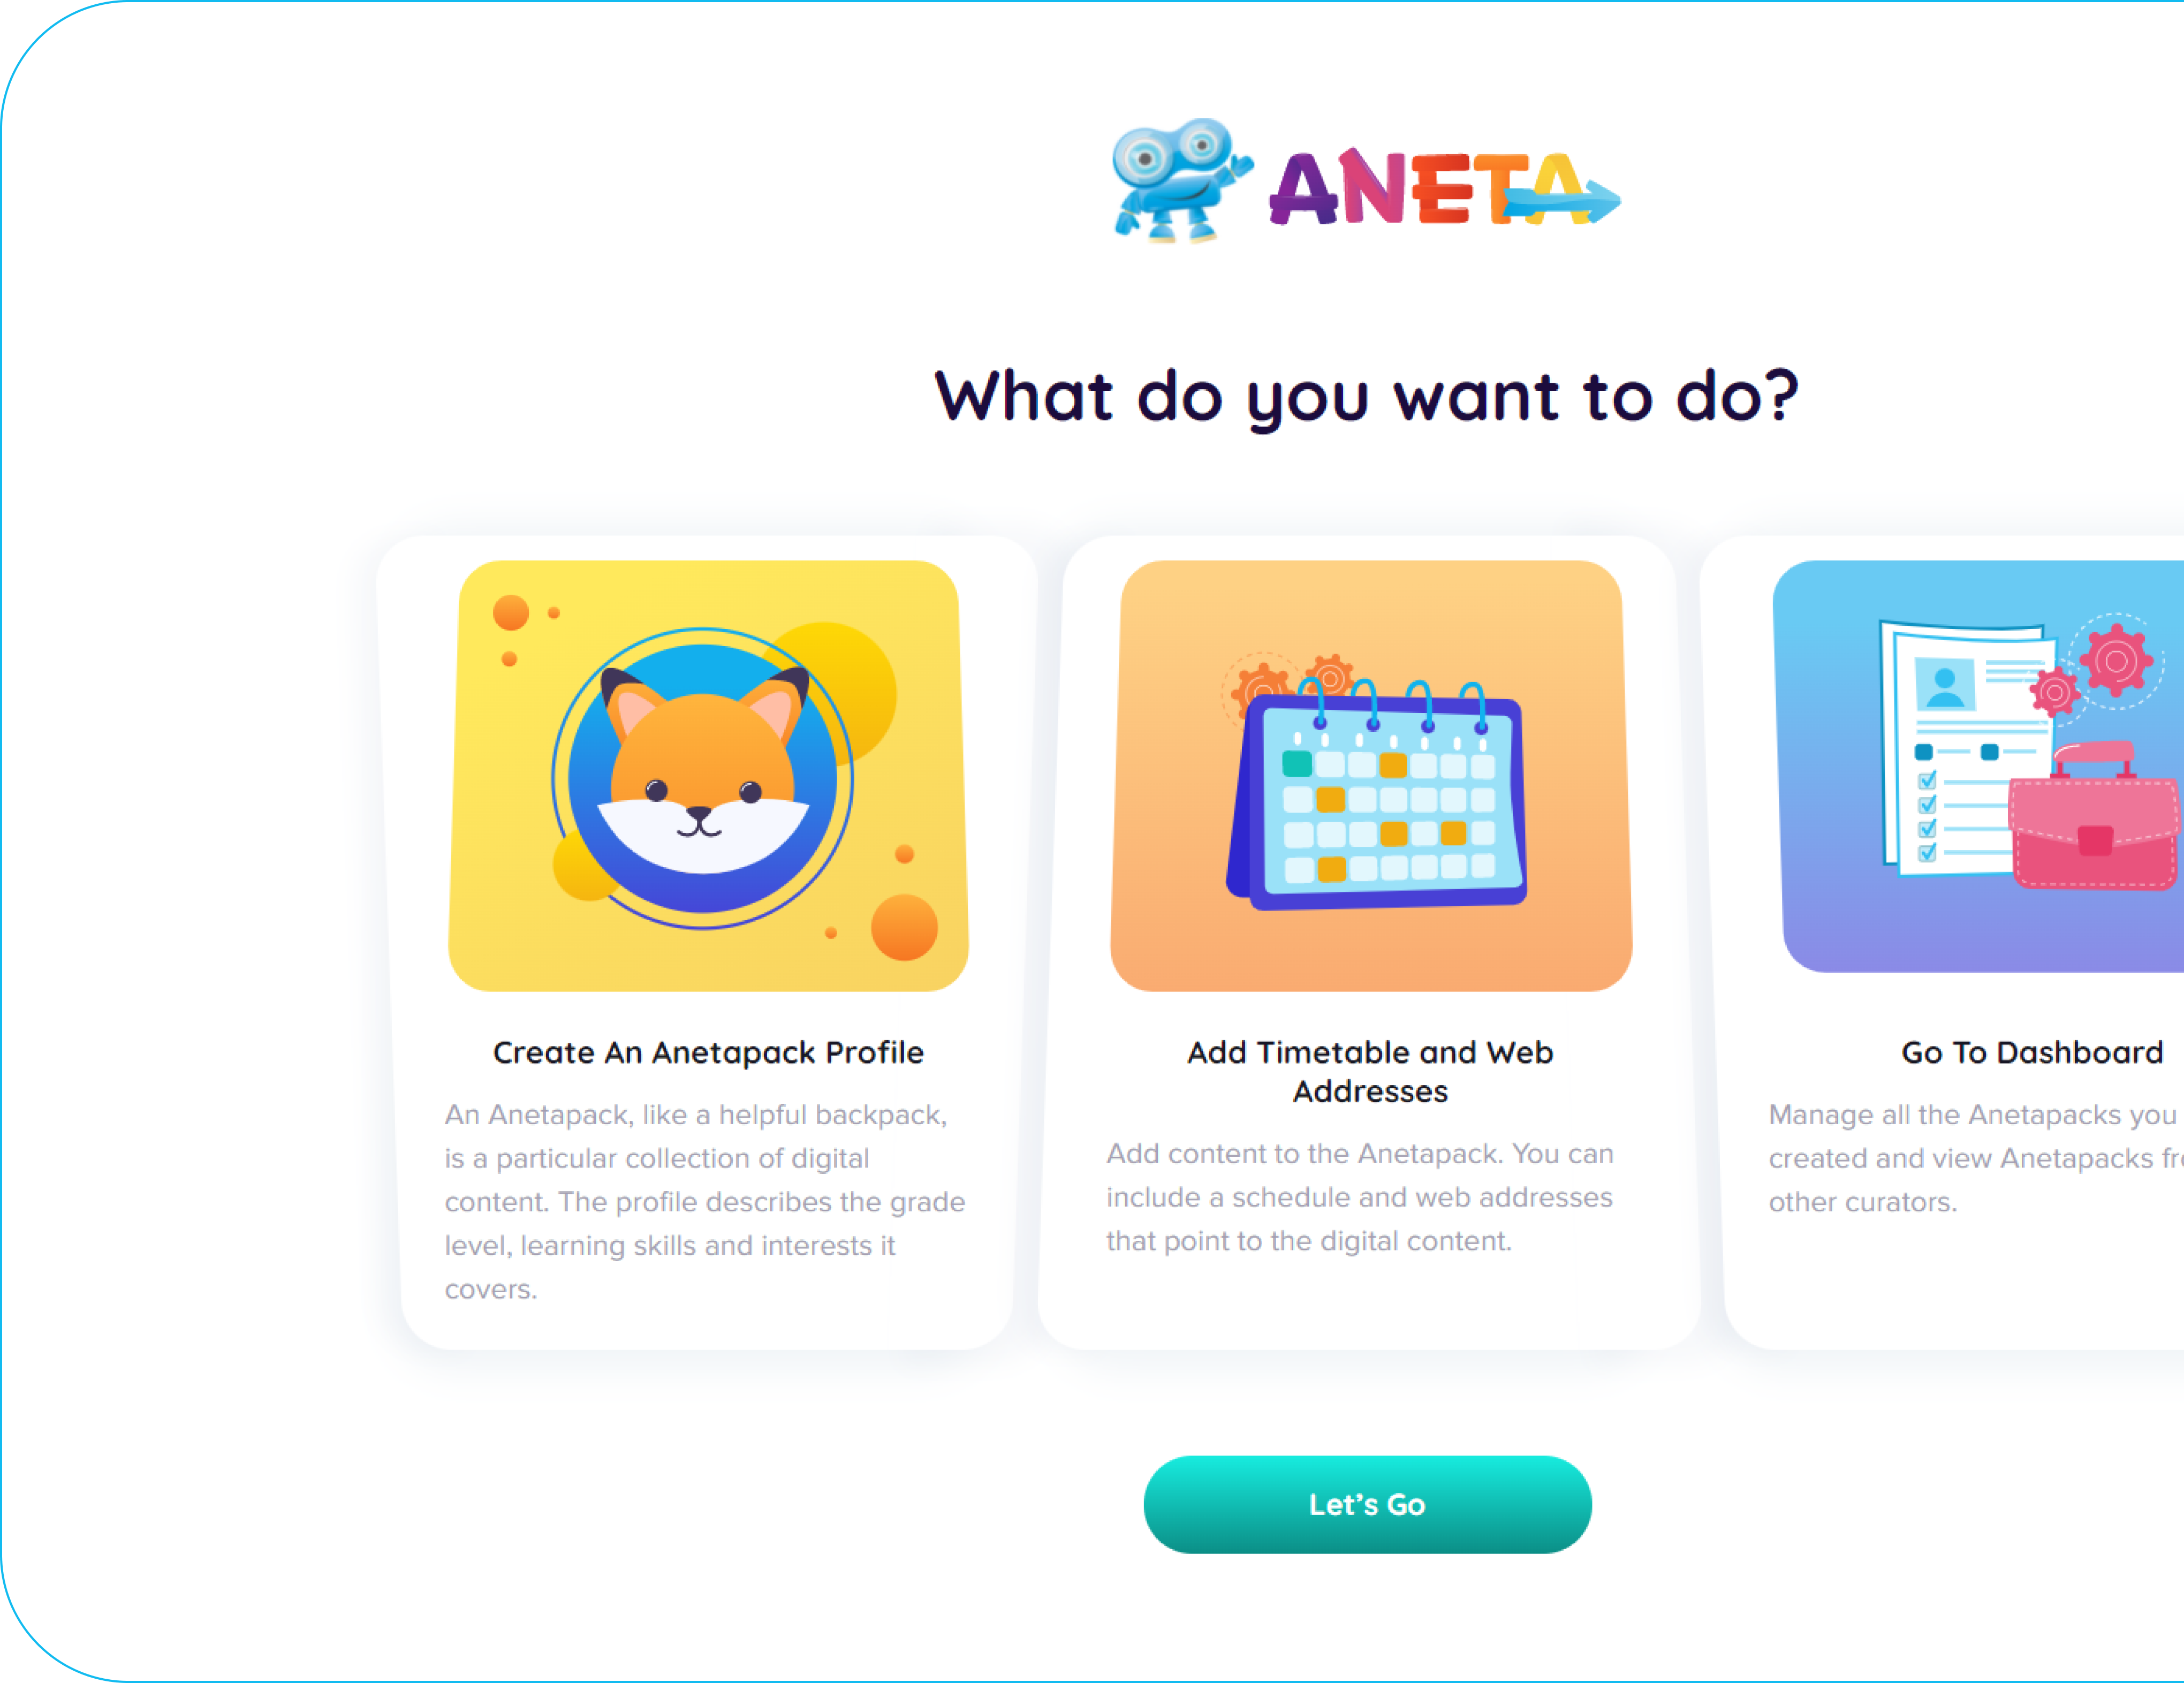 ANETA
What do you want to do?
Create An Anetapack Profile
An Anetapack, like a helpful backpack,
is a particular collection of digital
content. The profile describes the grade
level, learning skills and interests it
covers.
Add Timetable and Web
Addresses
Add content to the Anetapack. You can
include a schedule and web addresses
that point to the digital content.
Go To Dashboard
Manage all the Anetapacks you
created and view Anetapacks
other curators.
Let's Go